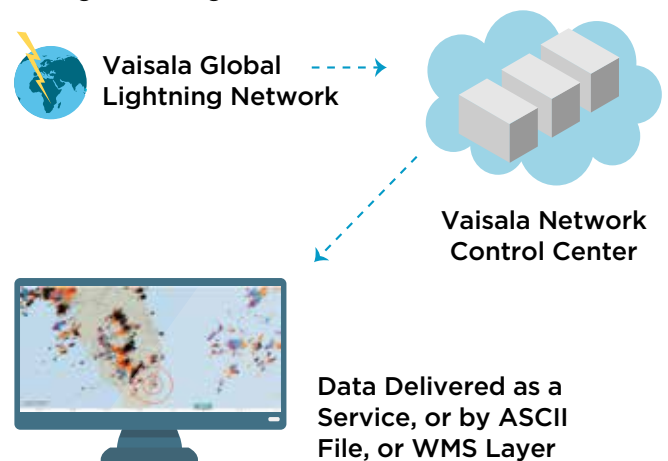 Vaisala Global
Lightning Network
Vaisala Network
Control Center
Data Delivered as a
Service, or by ASCII
File, or WMS Layer